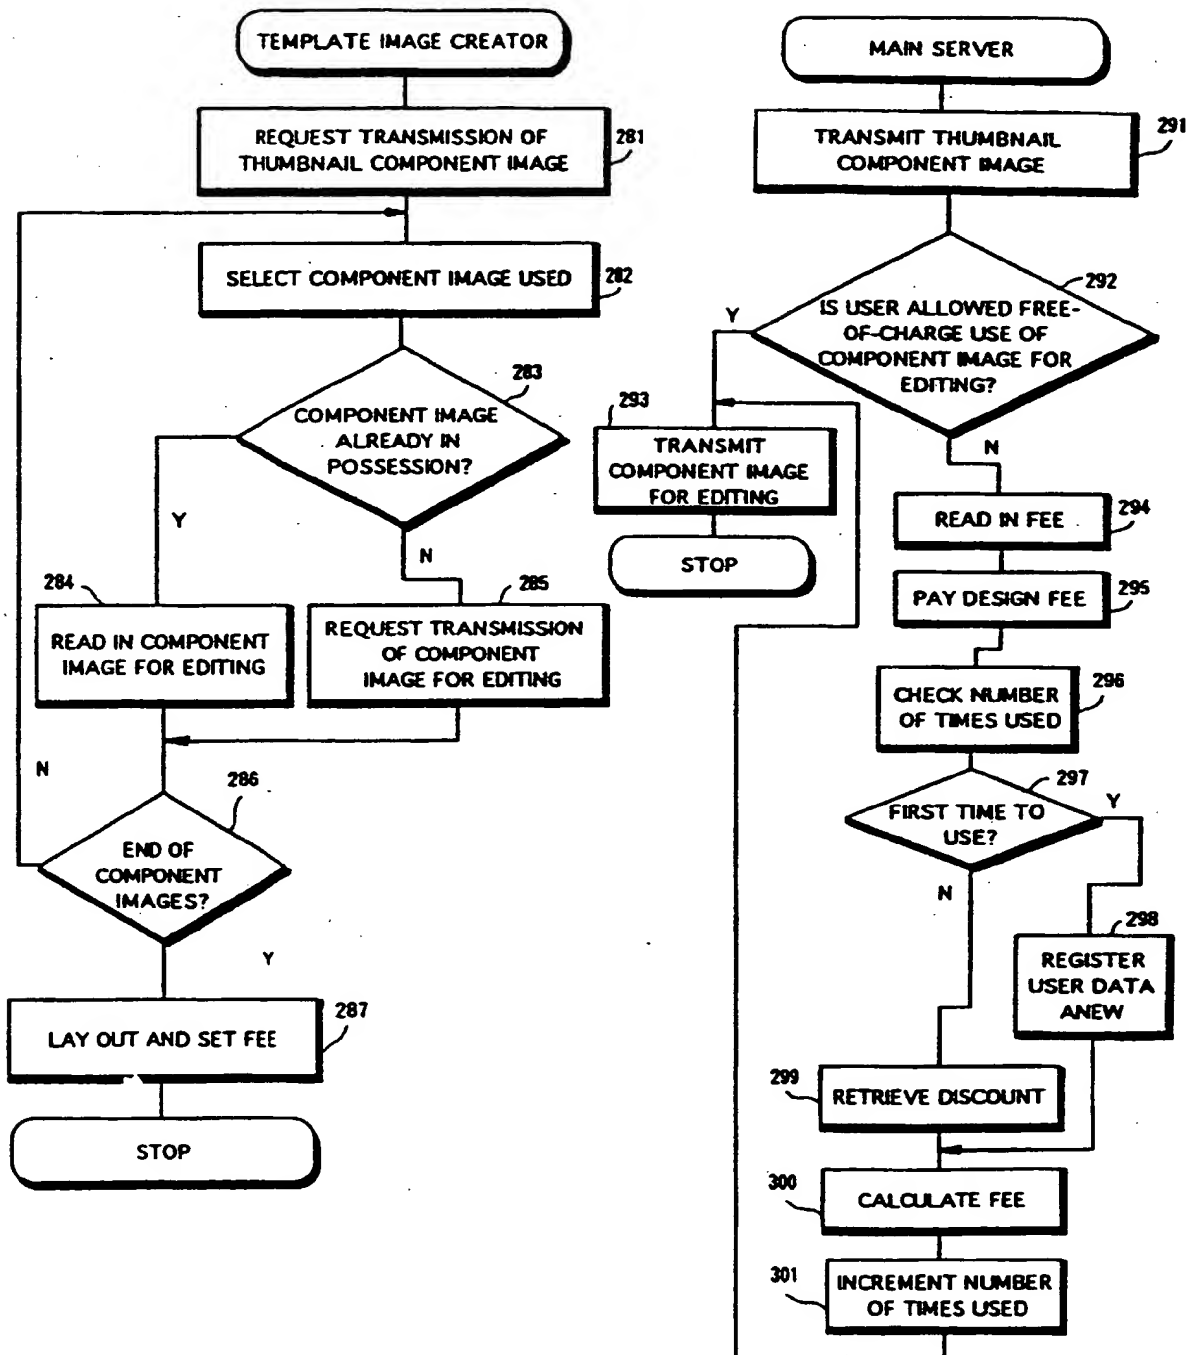 TEMPLATE IMAGE CREATOR
REQUEST TRANSMISSION OF
THUMBNAIL COMPONENT IMAGE
281
SELECT COMPONENT IMAGE USED
282
283
COMPONENT IMAGE
ALREADY IN
POSSESSION?
Y
N
284
READ IN COMPONENT
IMAGE FOR EDITING
285
REQUEST TRANSMISSION
OF COMPONENT
IMAGE FOR EDITING
N
286
END OF
COMPONENT
IMAGES?
Y
LAY OUT AND SET FEE
287
STOP
MAIN SERVER
TRANSMIT THUMBNAIL
COMPONENT IMAGE
291
292
IS USER ALLOWED FREE-
OF-CHARGE USE OF
COMPONENT IMAGE FOR
EDITING?
Y
N
293
TRANSMIT
COMPONENT IMAGE
FOR EDITING
STOP
READ IN FEE
294
PAY DESIGN FEE
295
CHECK NUMBER
OF TIMES USED
296
297
FIRST TIME TO
USE?
Y
N
298
REGISTER
USER DATA
ANEW
299
RETRIEVE DISCOUNT
300
CALCULATE FEE
301
INCREMENT NUMBER
OF TIMES USED